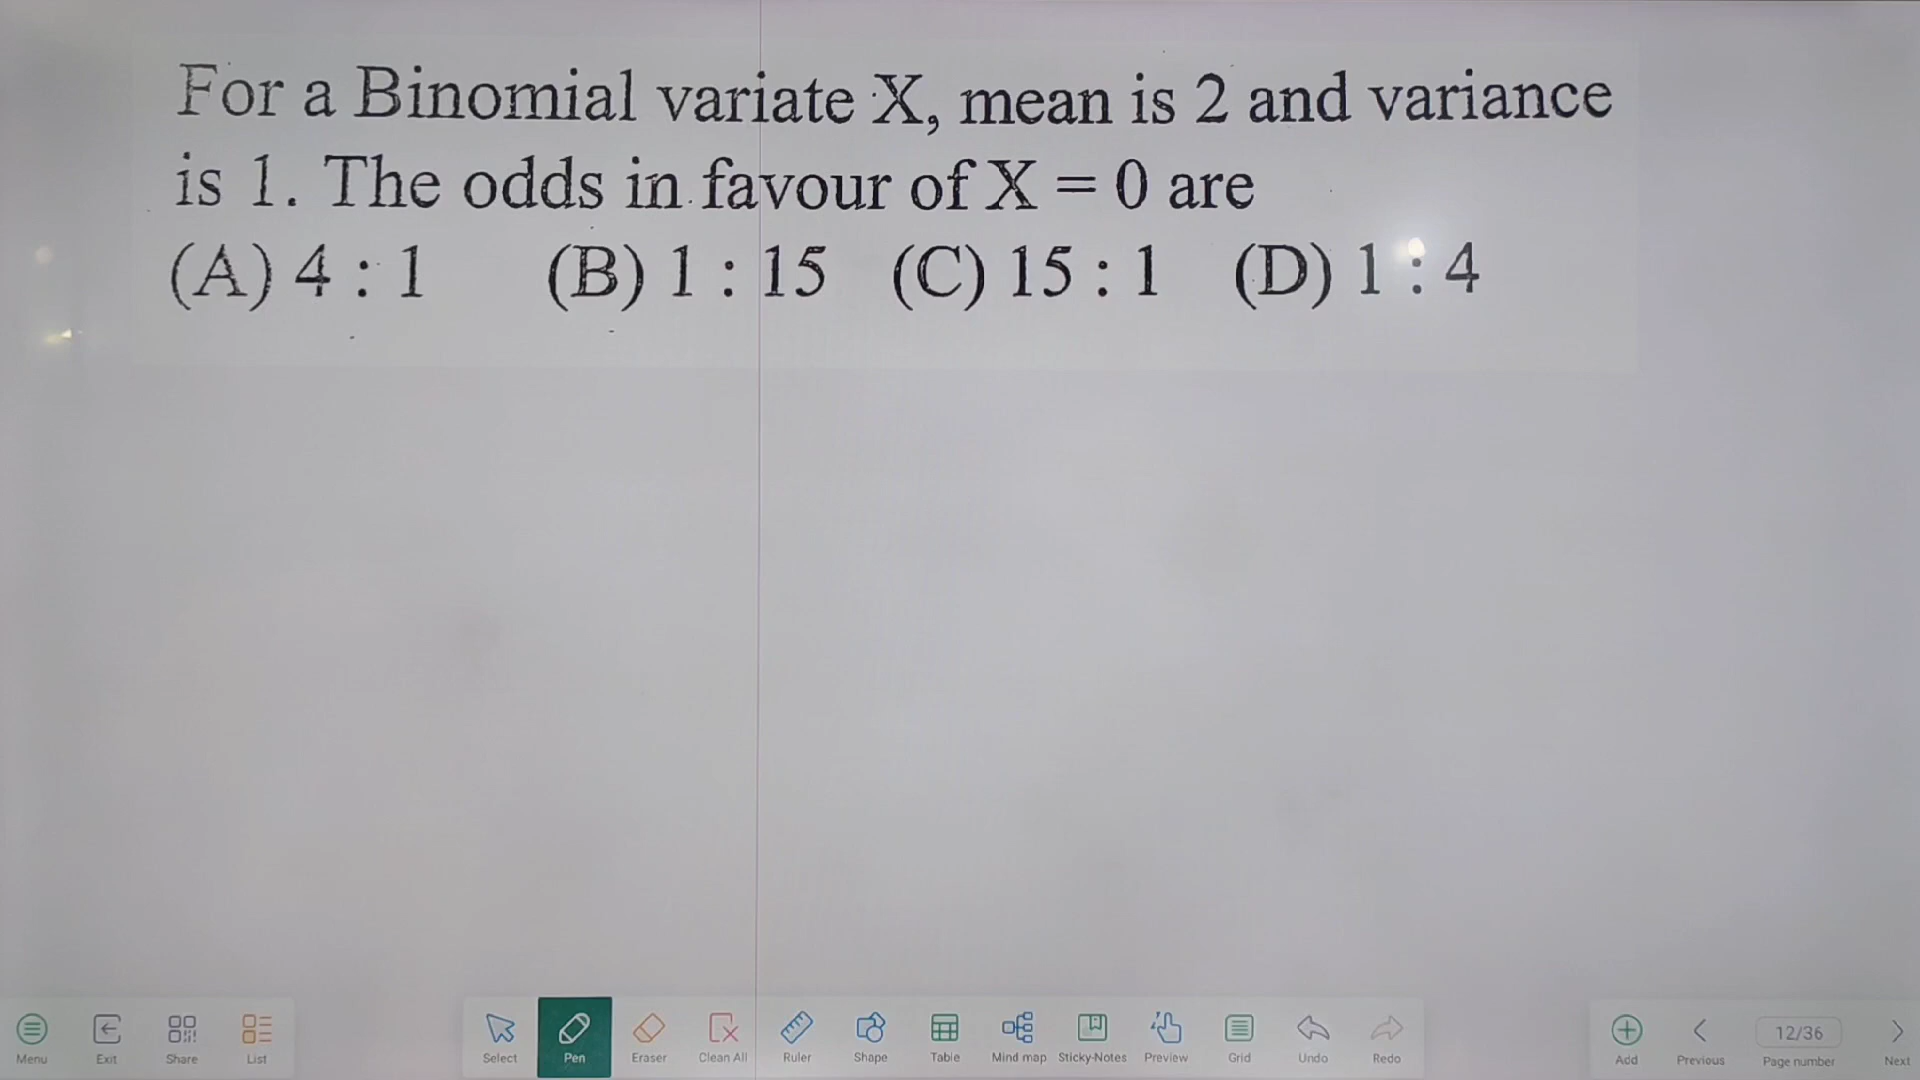 For a Binomial variate X, mean is 2 and variance
is 1. The odds in favour of X = 0 are
(A) 4 : 1 (B) 1 : 15 (C) 15 : 1 (D) 1 : 4
Menu Exit Share List Select Pen Eraser Clean All Ruler Shape Table Mind map Sticky-Notes Preview Grid Undo Redo Add Previous 12/36 Page number Next